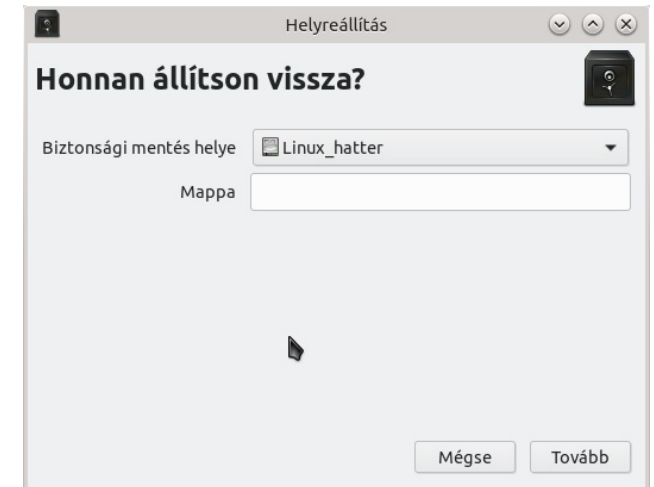 Helyreállítás
Honnan állítson vissza?
Biztonsági mentés helye Linux_hatter
Mappa
Mégse Tovább